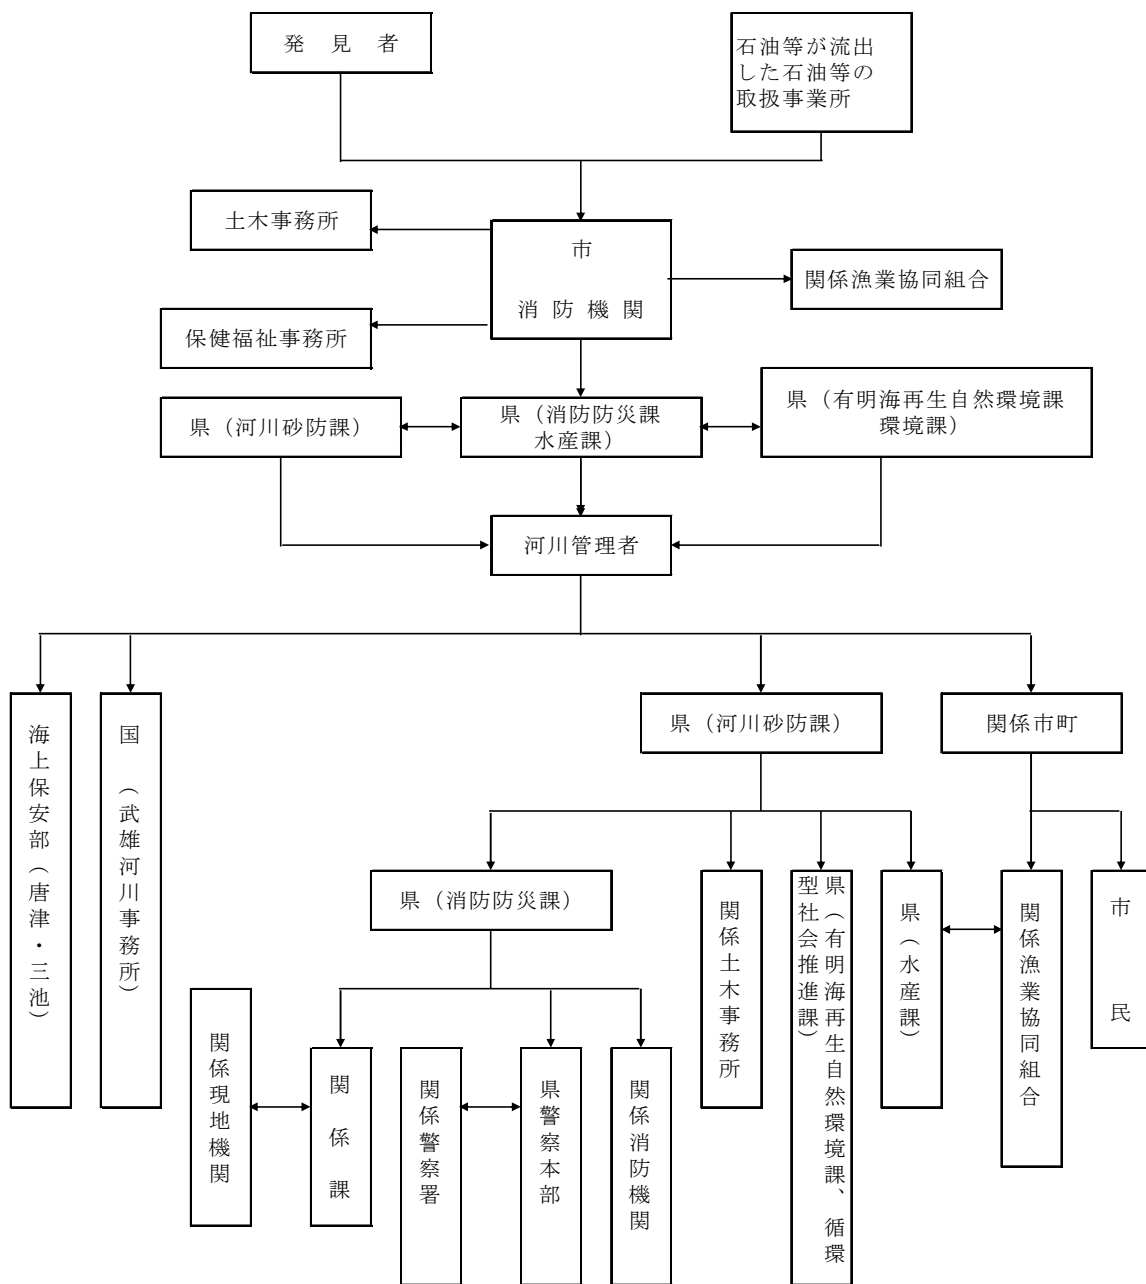 発見者
石油等が流出
した石油等の
取扱事業所
土木事務所
市
消防機関
関係漁業協同組合
保健福祉事務所
県（河川砂防課）
県（消防防災課
水産課）
県（有明海再生自然環境課
環境課）
河川管理者
海上保安部（唐津・三池）
国（武雄河川事務所）
県（河川砂防課）
関係市町
県（消防防災課）
関係土木事務所
県（有明海再生自然環境課、循環
型社会推進課）
県（水産課）
関係漁業協同組合
市民
関係現地機関
関係課
関係警察署
県警察本部
関係消防機関